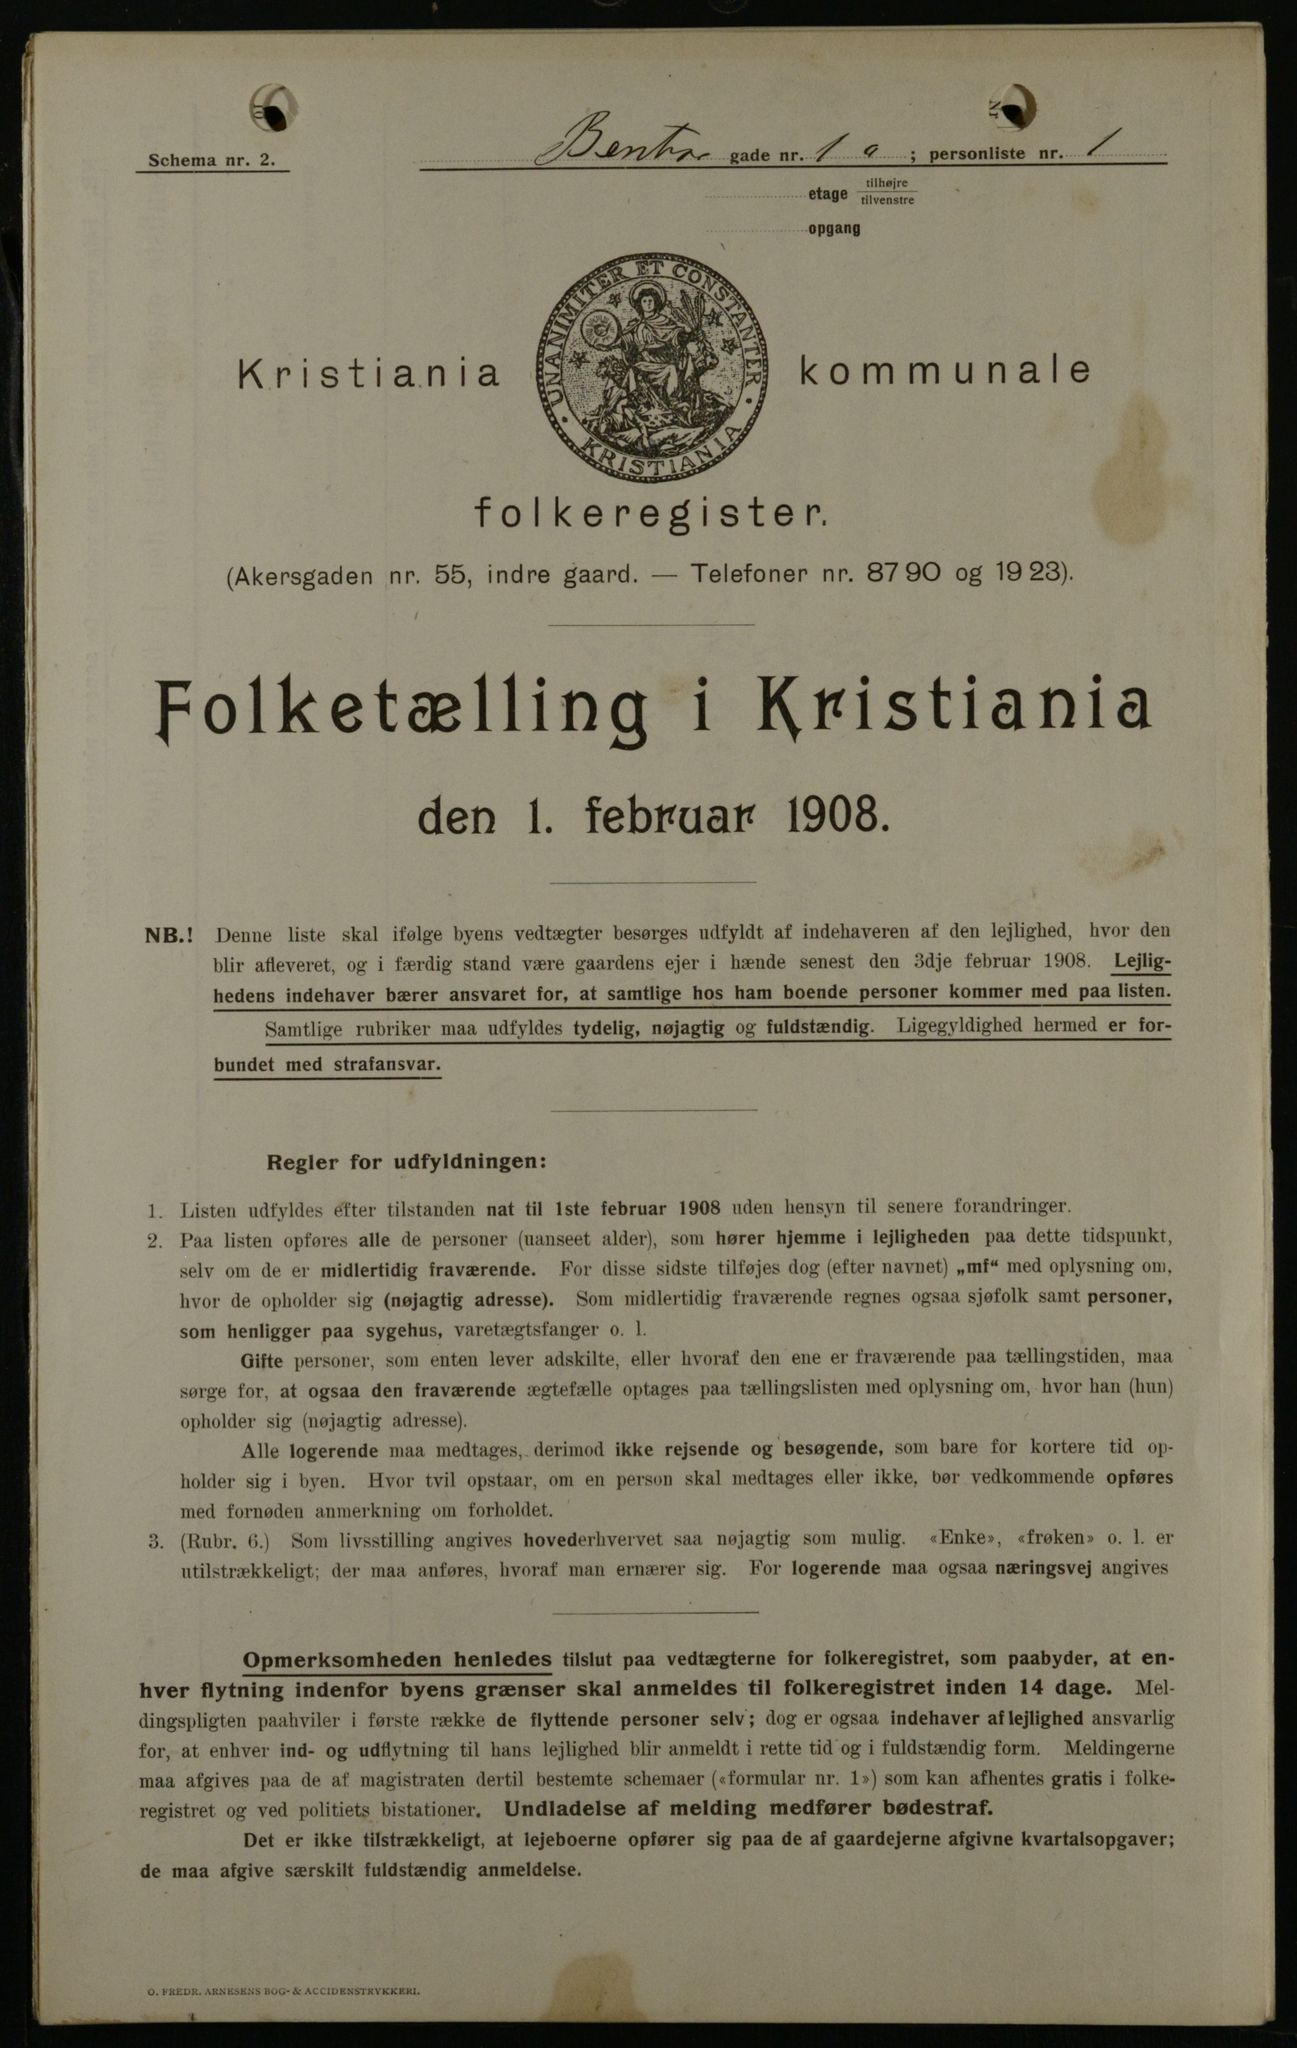 Schema nr. 2.
Bentse gade nr. 1 a ; personliste nr. 1
etage tilhøjre
tilvenstre
opgang
UNANIMITER ET CONSTANTER
KRISTIANIA
Kristiania kommunale
folkeregister.
(Akersgaden nr. 55, indre gaard. — Telefoner nr. 8790 og 1923).
Folketælling i Kristiania
den 1. februar 1908.
NB.! Denne liste skal ifølge byens vedtægter besørges udfyldt af indehaveren af den lejlighed, hvor den
blir afleveret, og i færdig stand være gaardens ejer i hænde senest den 3dje februar 1908. Lejlig-
hedens indehaver bærer ansvaret for, at samtlige hos ham boende personer kommer med paa listen.
Samtlige rubriker maa udfyldes tydelig, nøjagtig og fuldstændig. Ligegyldighed hermed er for-
bundet med strafansvar.
Regler for udfyldningen:
1. Listen udfyldes efter tilstanden nat til 1ste februar 1908 uden hensyn til senere forandringer.
2. Paa listen opføres alle de personer (uanseet alder), som hører hjemme i lejligheden paa dette tidspunkt,
selv om de er midlertidig fraværende. For disse sidste tilføjes dog (efter navnet) „mf“ med oplysning om,
hvor de opholder sig (nøjagtig adresse). Som midlertidig fraværende regnes ogsaa sjøfolk samt personer,
som henligger paa sygehus, varetægtsfanger o. l.
Gifte personer, som enten lever adskilte, eller hvoraf den ene er fraværende paa tællingstiden, maa
sørge for, at ogsaa den fraværende ægtefælle optages paa tællingslisten med oplysning om, hvor han (hun)
opholder sig (nøjagtig adresse).
Alle logerende maa medtages, derimod ikke rejsende og besøgende, som bare for kortere tid op-
holder sig i byen. Hvor tvil opstaar, om en person skal medtages eller ikke, bør vedkommende opføres
med fornøden anmerkning om forholdet.
3. (Rubr. 6.) Som livsstilling angives hovederhvervet saa nøjagtig som mulig. «Enke», «frøken» o. l. er
utilstrækkeligt; der maa anføres, hvoraf man ernærer sig. For logerende maa ogsaa næringsvej angives
Opmerksomheden henledes tilslut paa vedtægterne for folkeregistret, som paabyder, at en-
hver flytning indenfor byens grænser skal anmeldes til folkeregistret inden 14 dage. Mel-
dingspligten paahviler i første række de flyttende personer selv; dog er ogsaa indehaver af lejlighed ansvarlig
for, at enhver ind- og udflytning til hans lejlighed blir anmeldt i rette tid og i fuldstændig form. Meldingerne
maa afgives paa de af magistraten dertil bestemte schemaer («formular nr. 1») som kan afhentes gratis i folke-
registret og ved politiets bistationer. Undladelse af melding medfører bødestraf.
Det er ikke tilstrækkeligt, at lejeboerne opfører sig paa de af gaardejerne afgivne kvartalsopgaver;
de maa afgive særskilt fuldstændig anmeldelse.
O. FREDR. ARNESENS BOG- & ACCIDENSTRYKKERI.